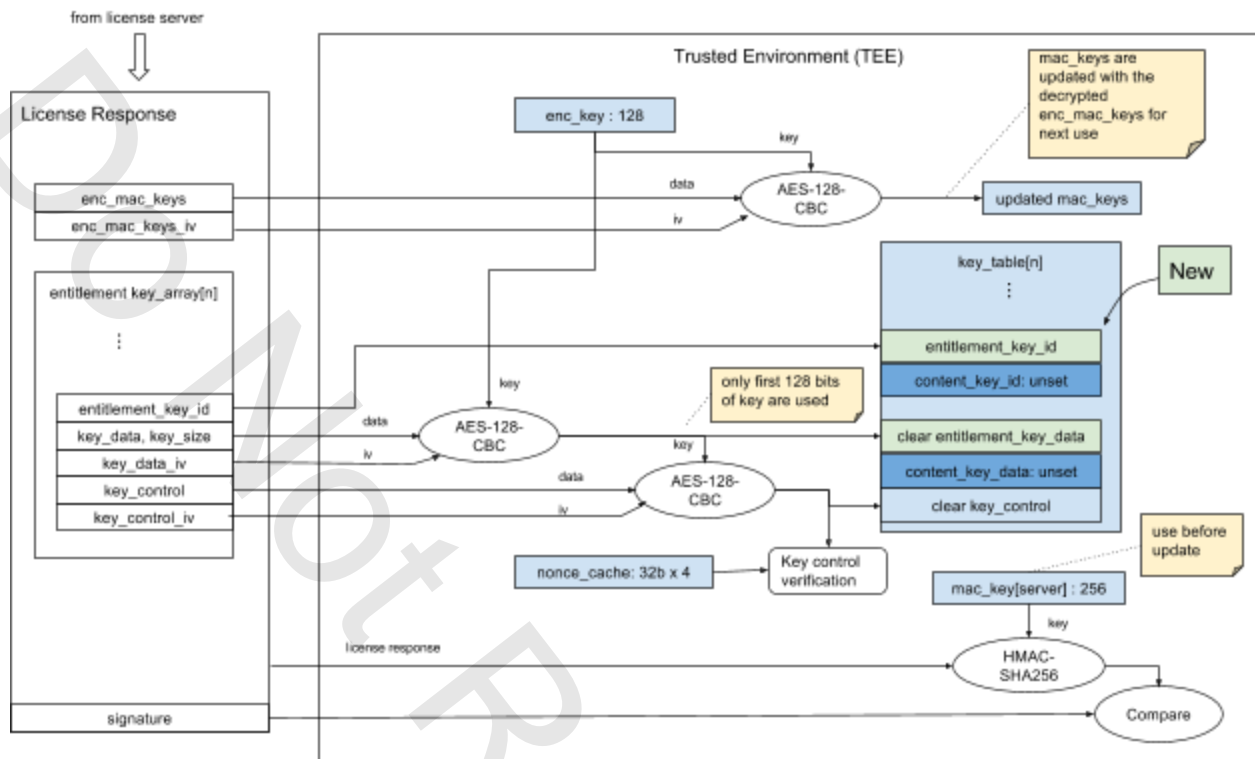 from license server
Trusted Environment (TEE)
mac_keys are
updated with the
decrypted
enc_mac_keys for
next use
License Response
enc_key : 128
key
enc_mac_keys
data
AES-128-
CBC
updated mac_keys
enc_mac_keys_iv
iv
key_table[n]
New
entitlement key_array[n]
entitlement_key_id
content_key_id: unset
key
only first 128 bits
of key are used
entitlement_key_id
data
AES-128-
CBC
key_data, key_size
key
clear entitlement_key_data
key_data_iv
iv
content_key_data: unset
key_control
data
AES-128-
CBC
clear key_control
key_control_iv
iv
use before
update
nonce_cache: 32b x 4
Key control
verification
mac_key[server] : 256
key
license response
HMAC-
SHA256
signature
Compare
Do Not R